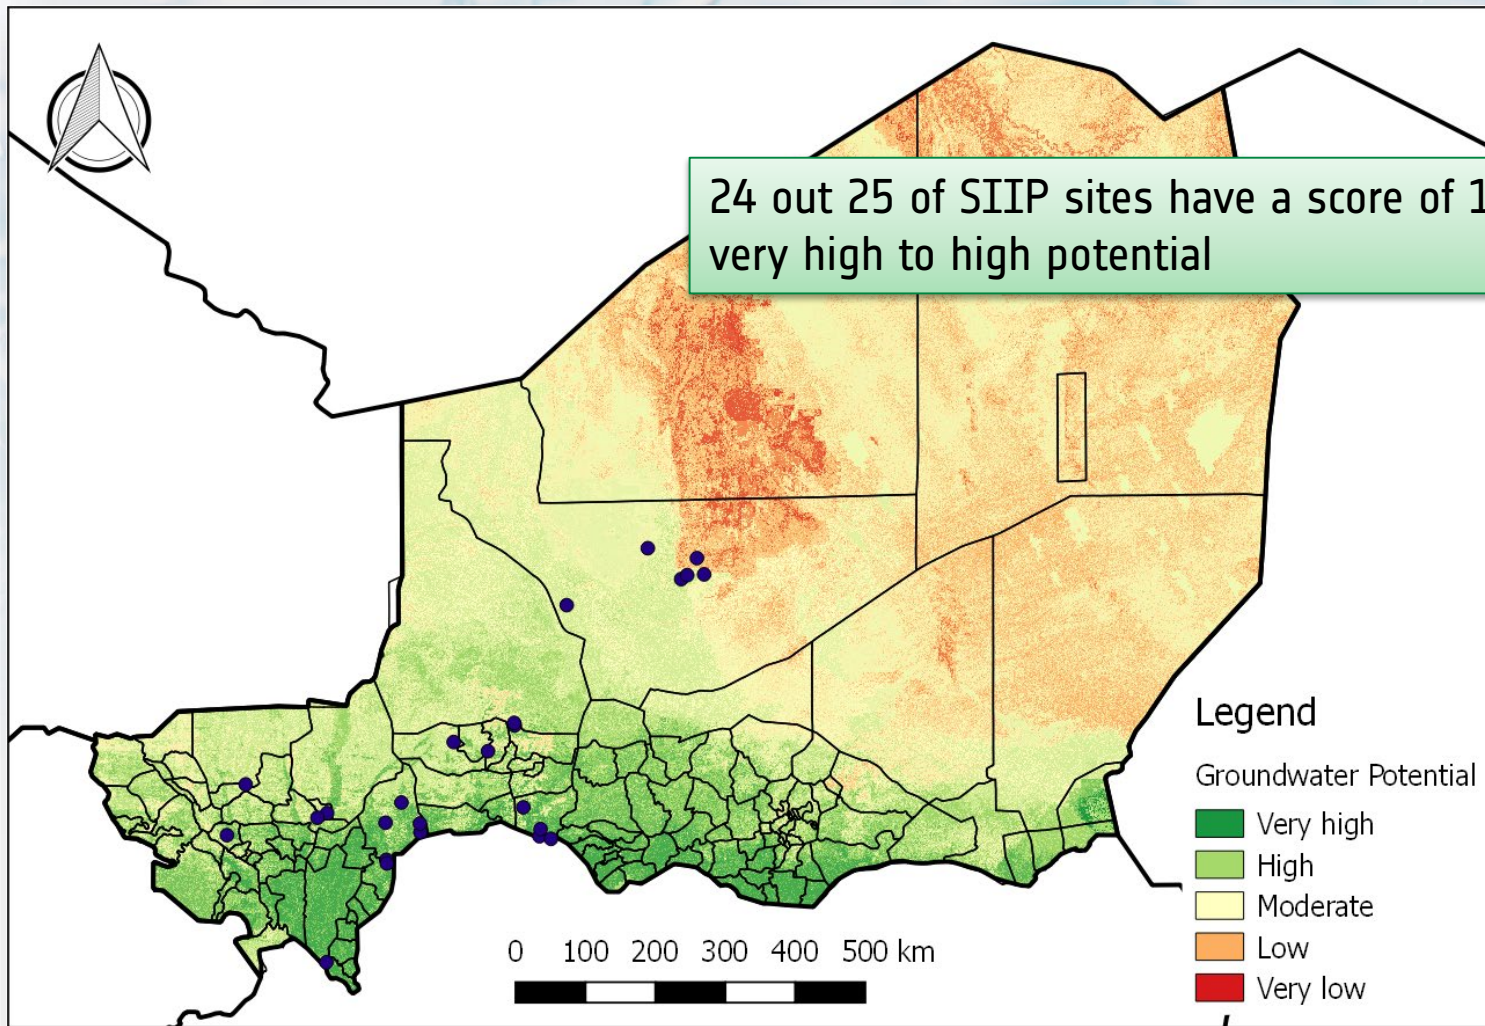 24 out 25 of SIIP sites have a score of 1
very high to high potential
Legend
Groundwater Potential
Very high
High
Moderate
Low
Very low
0 100 200 300 400 500 km